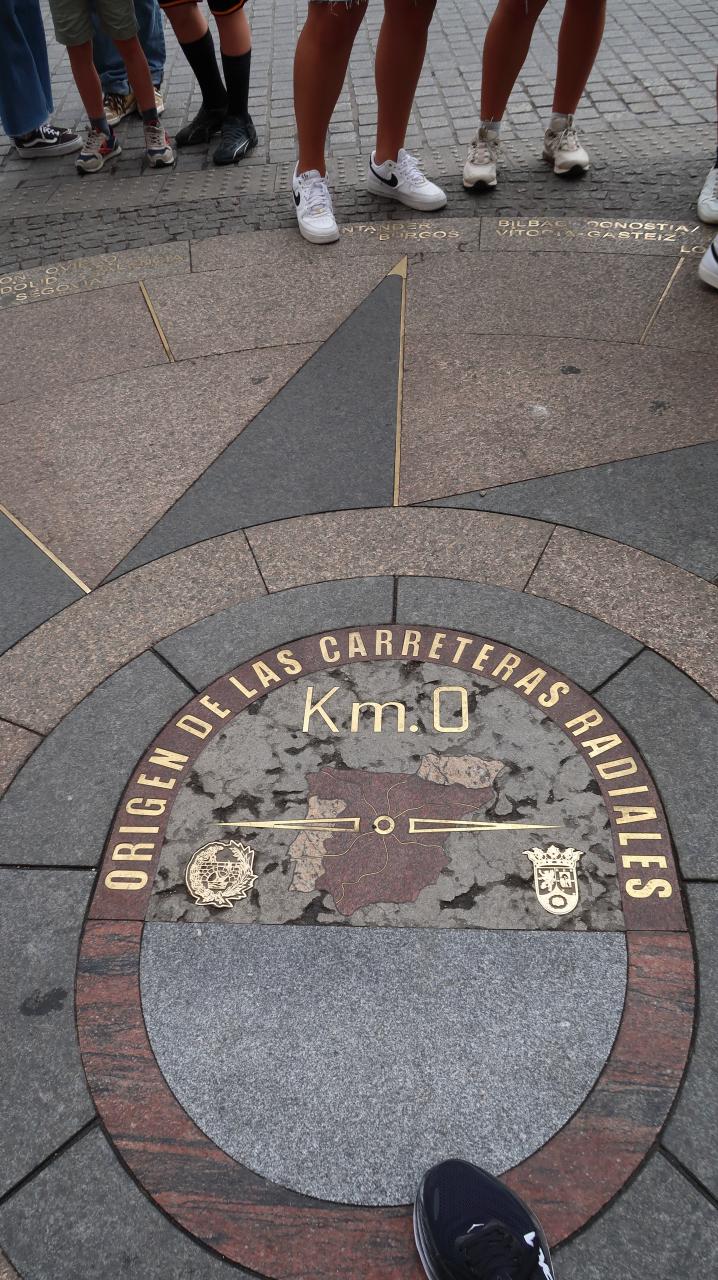 SEGOVIA
BURGOS
BILBAO DONOSTIA/
VITORIA-GASTEIZ
ORIGEN DE LAS CARRETERAS RADIALES
Km.0